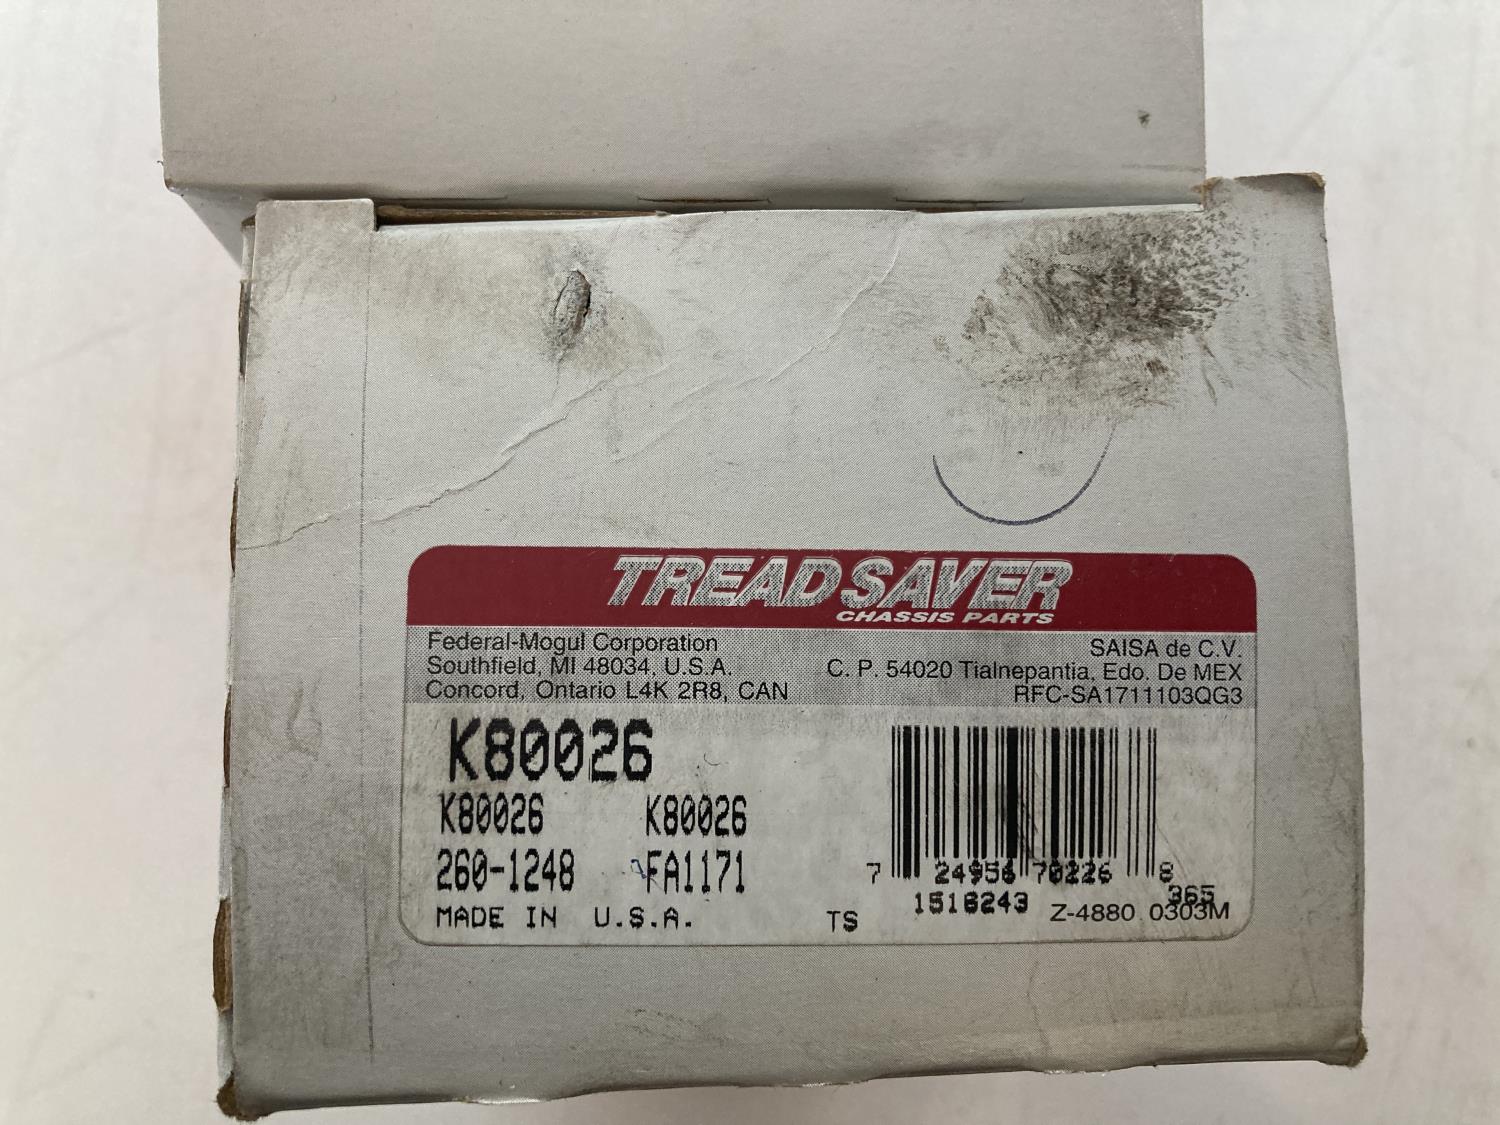 TREAD SAVER
CHASSIS PARTS
Federal-Mogul Corporation
Southfield, MI 48034, U.S.A.
Concord, Ontario L4K 2R8, CAN
SAISA de C.V.
C. P. 54020 Tialnepantia, Edo. De MEX
RFC-SA1711103QG3
K80026
K80026 K80026
260-1248 FA1171
MADE IN U.S.A. TS
7 24956 70226 8
1516243
365
Z-4880 0303M